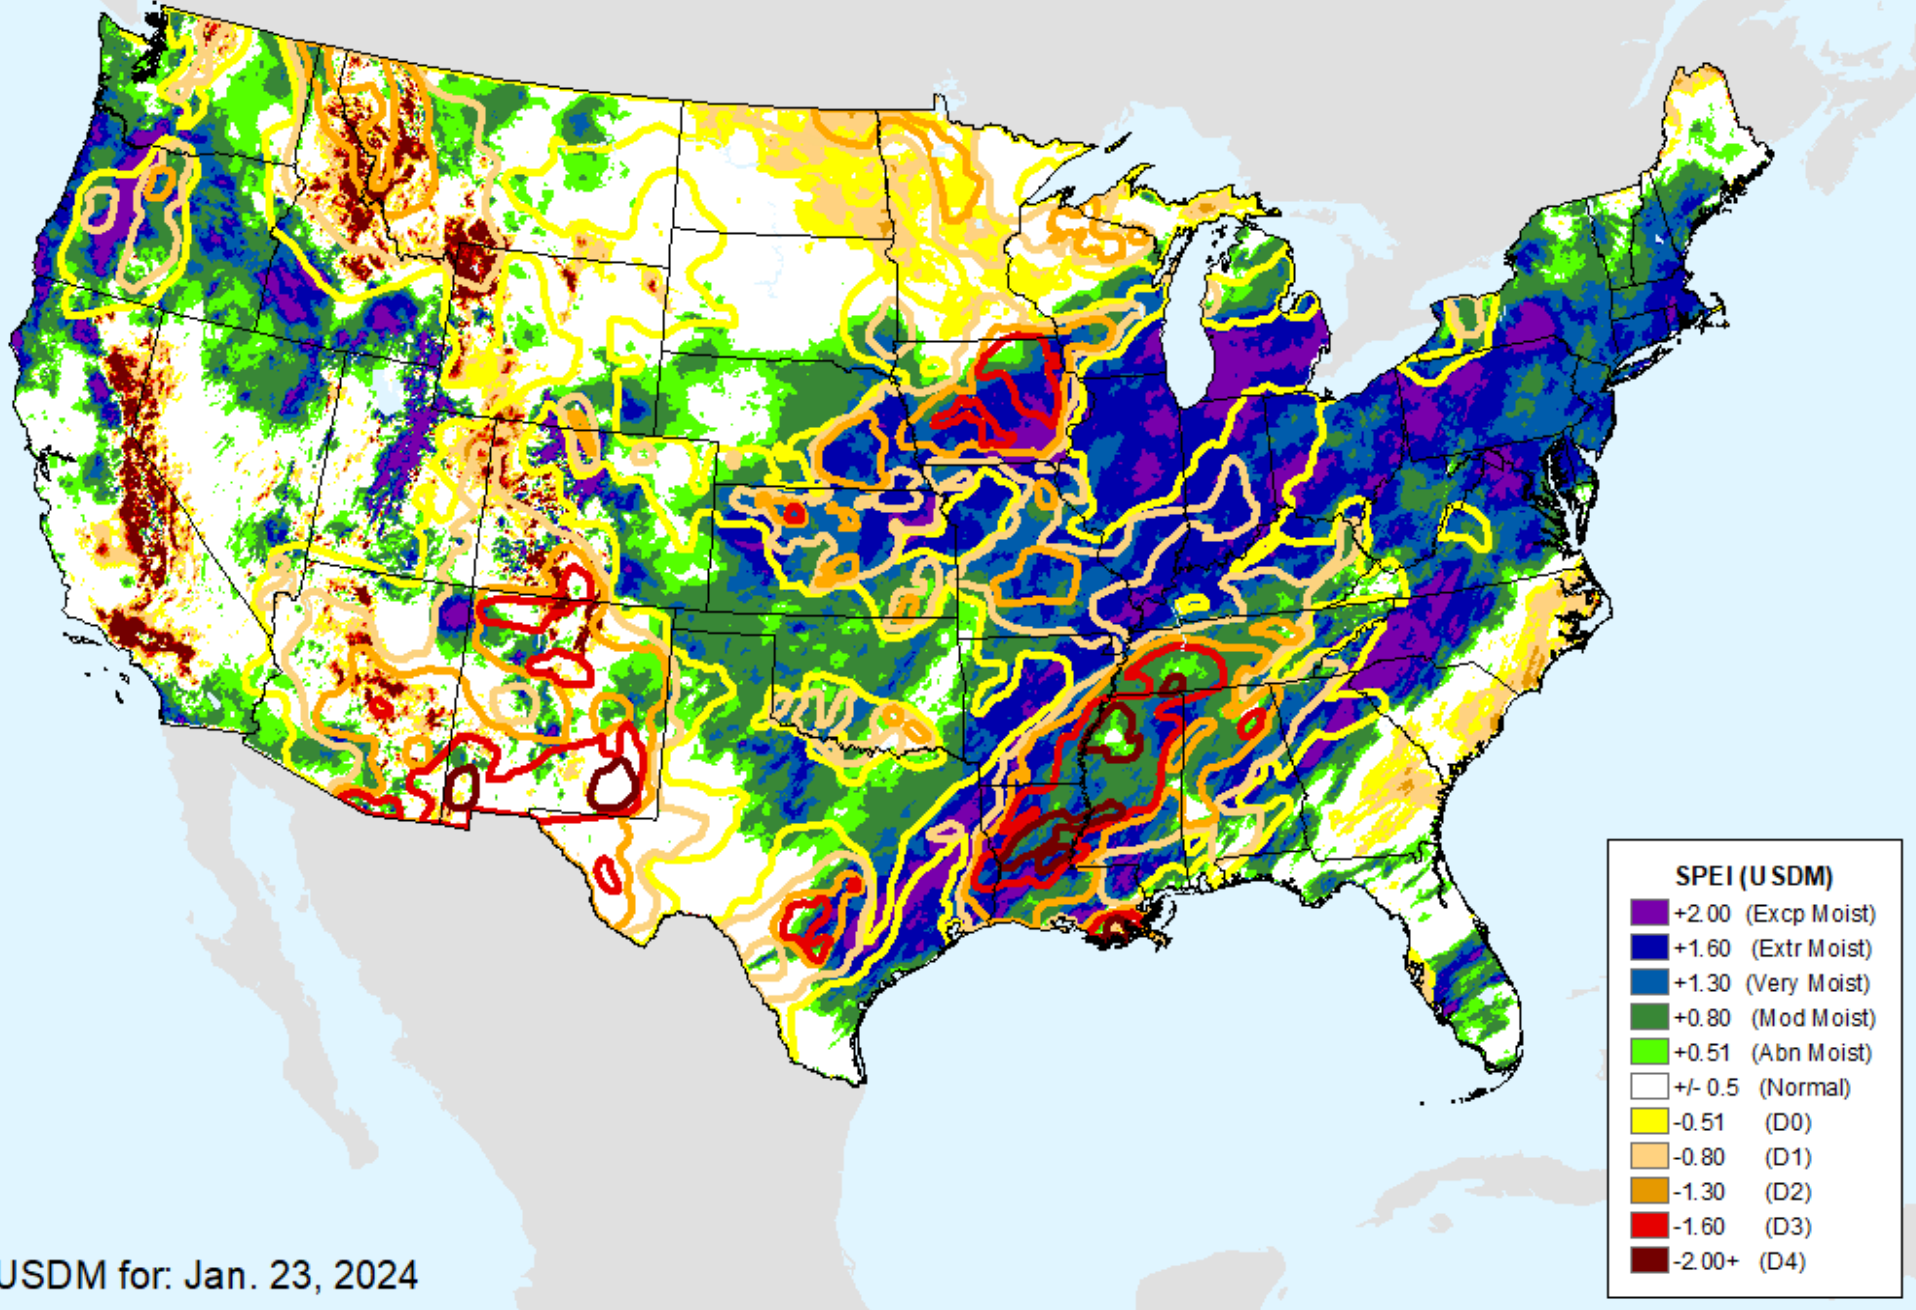 SPEI (USDM)
+2.00 (Excp Moist)
+1.60 (Extr Moist)
+1.30 (Very Moist)
+0.80 (Mod Moist)
+0.51 (Abn Moist)
+/- 0.5 (Normal)
-0.51 (D0)
-0.80 (D1)
-1.30 (D2)
-1.60 (D3)
-2.00+ (D4)
USDM for: Jan. 23, 2024